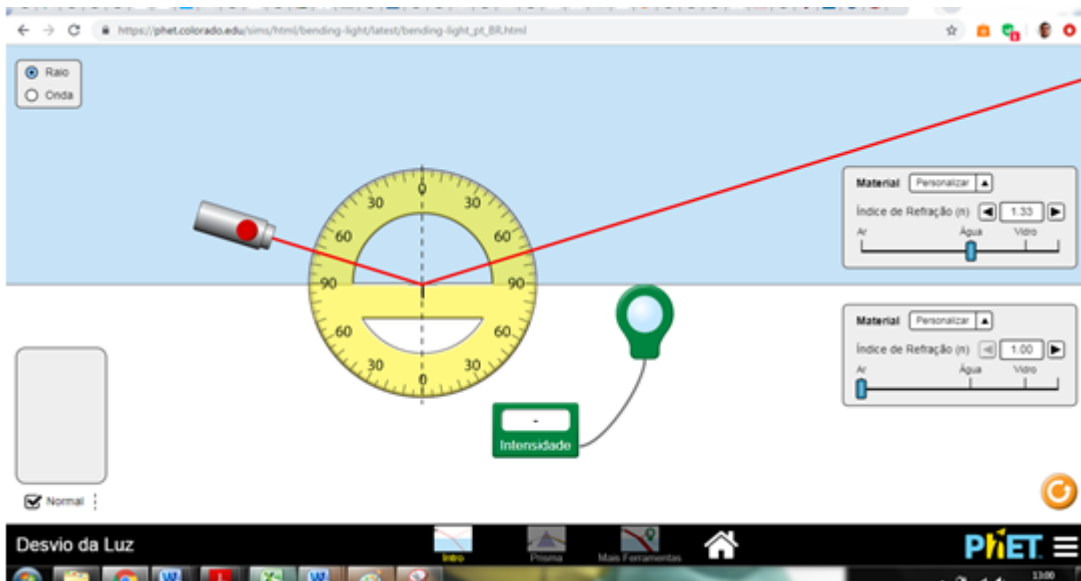 https://phet.colorado.edu/sims/html/bending-light/latest/bending-light_pt_BR.html
Raio
Onda
Material Personalizar
Índice de Refração (n) 1.33
Ar Água Vidro
0
30 30
60 60
90 90
60 60
30 30
0
Material Personalizar
Índice de Refração (n) 1.00
Ar Água Vidro
-
Intensidade
Normal
Desvio da Luz
Intro
Prisma
Mais Ferramentas
PhET
13:00